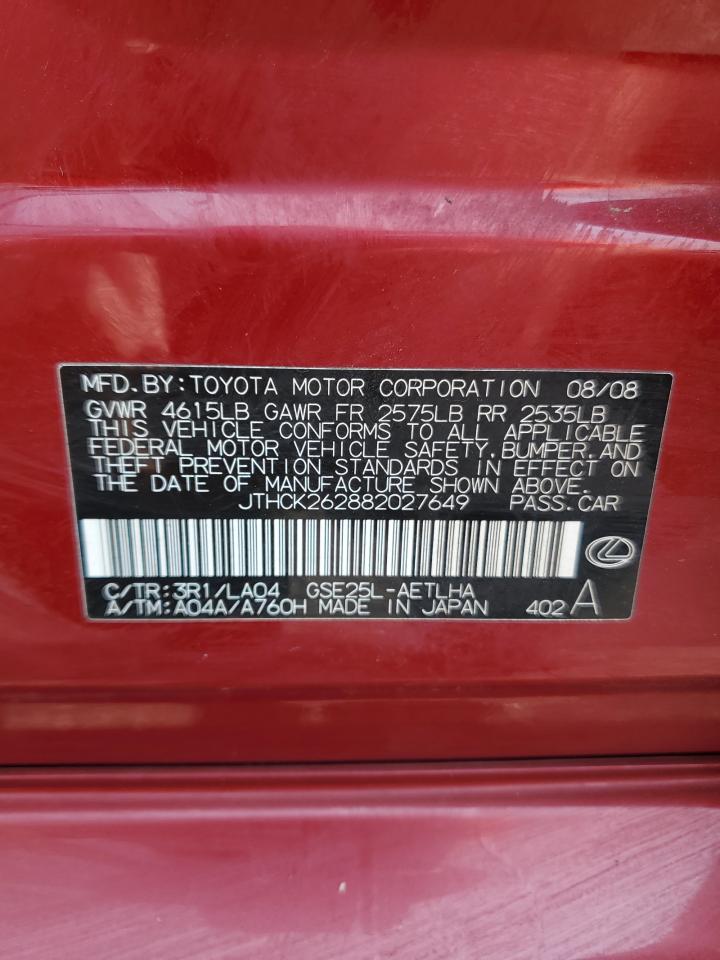 MFD. BY: TOYOTA MOTOR CORPORATION 08/08
GVWR 4615LB GAWR FR 2575LB RR 2535LB
THIS VEHICLE CONFORMS TO ALL APPLICABLE
FEDERAL MOTOR VEHICLE SAFETY, BUMPER, AND
THEFT PREVENTION STANDARDS IN EFFECT ON
THE DATE OF MANUFACTURE SHOWN ABOVE.
JTHCK262882027649 PASS. CAR
C/TR: 3R1/LA04 GSE25L-AETLHA
A/TM: A04A/A760H MADE IN JAPAN 402 A